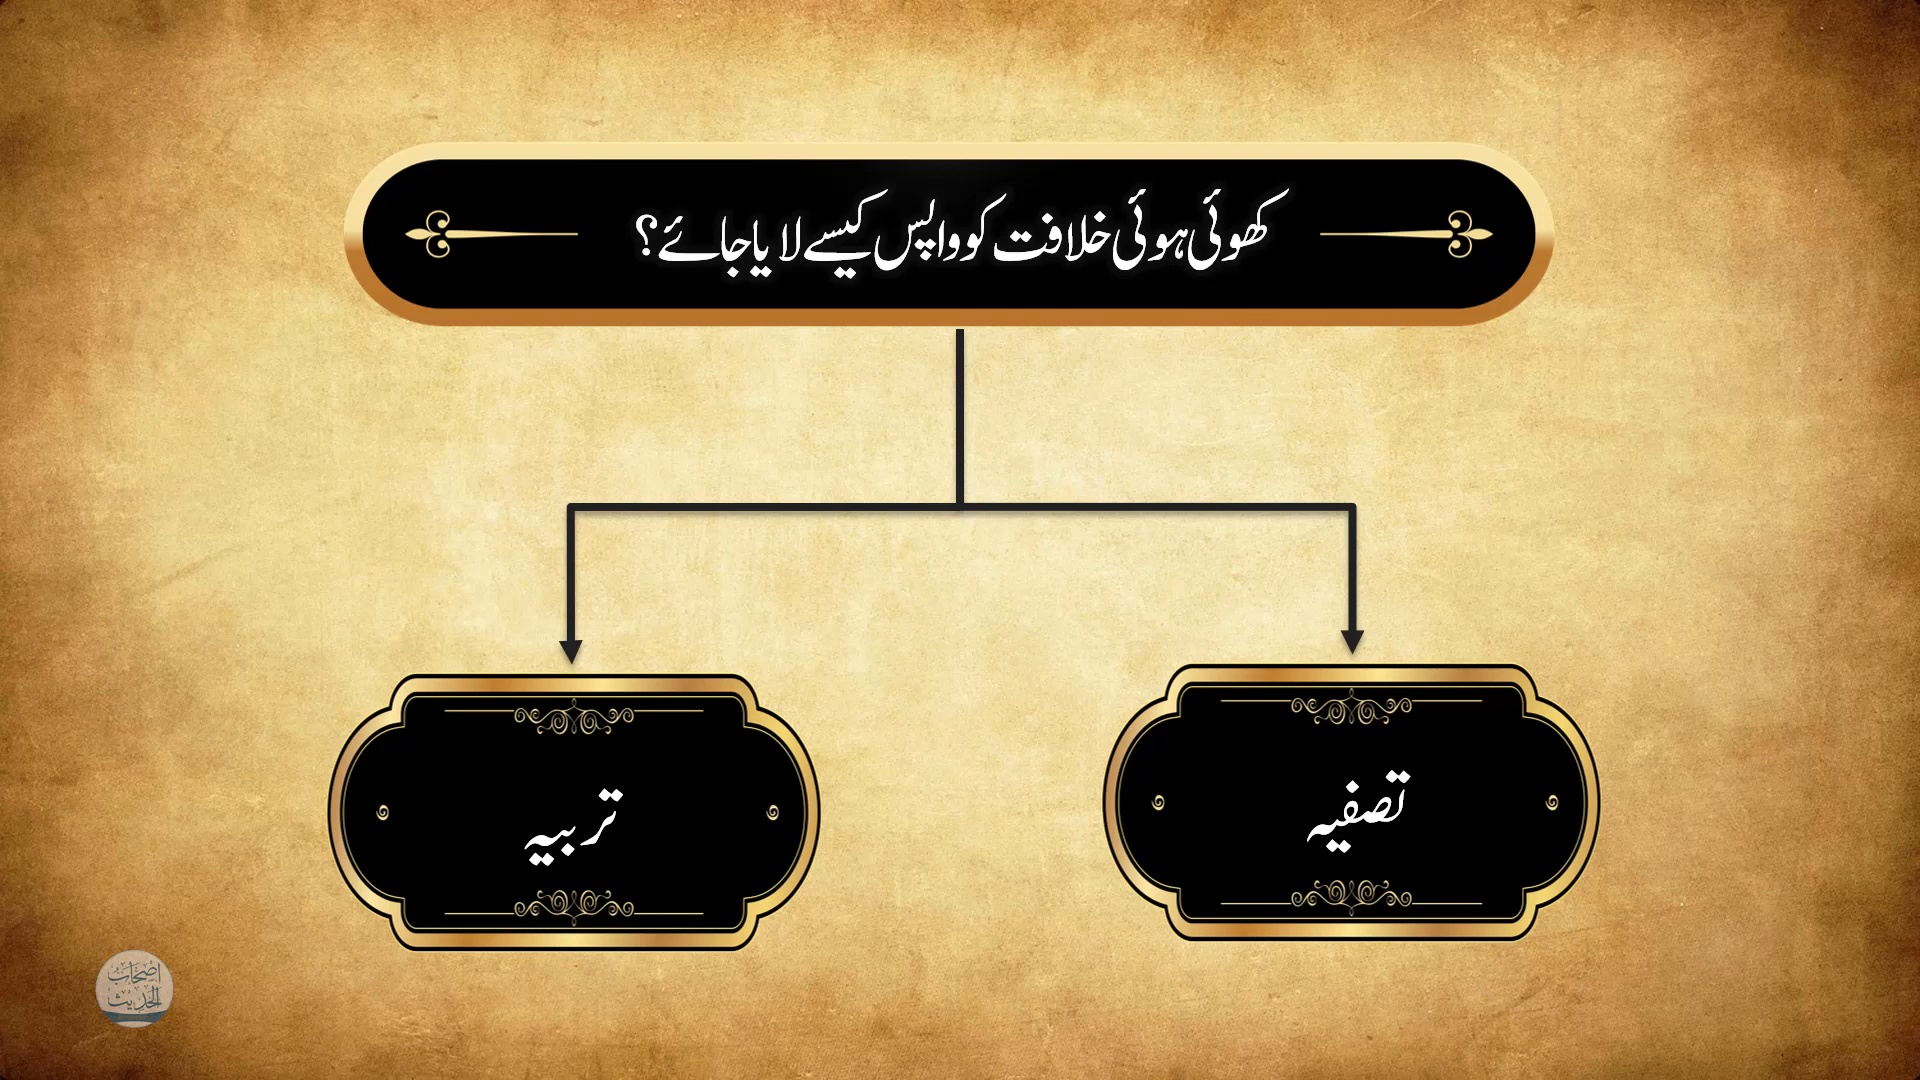 کھوئی ہوئی خلافت کو واپس کیسے لایا جائے؟
تصفیہ
تربیہ
اصحاب
الحدیث